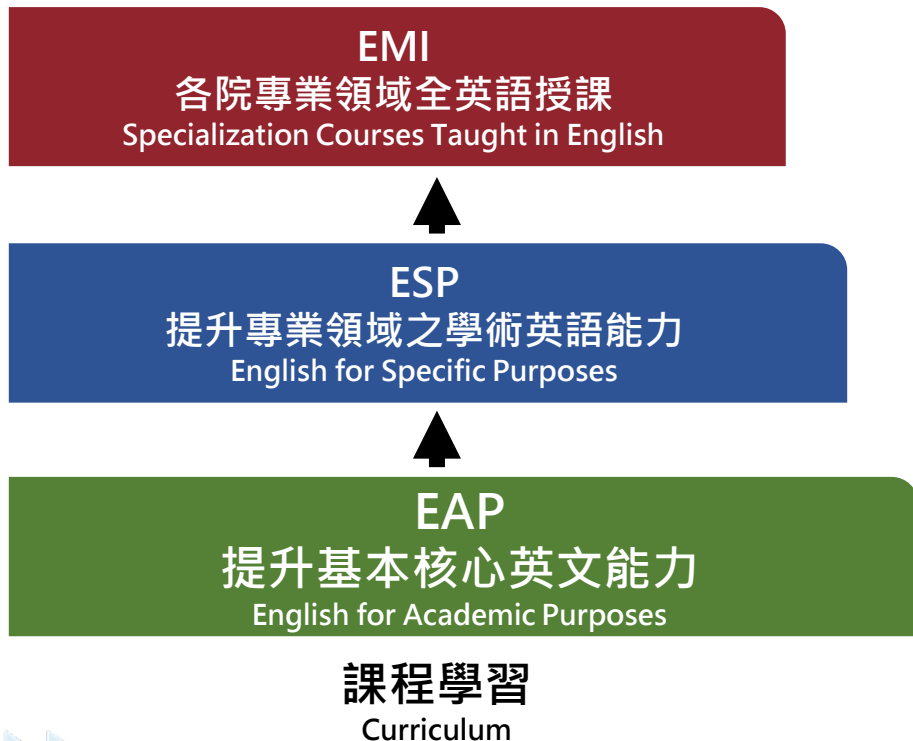 EMI
各院專業領域全英語授課
Specialization Courses Taught in English
ESP
提升專業領域之學術英語能力
English for Specific Purposes
EAP
提升基本核心英文能力
English for Academic Purposes
課程學習
Curriculum